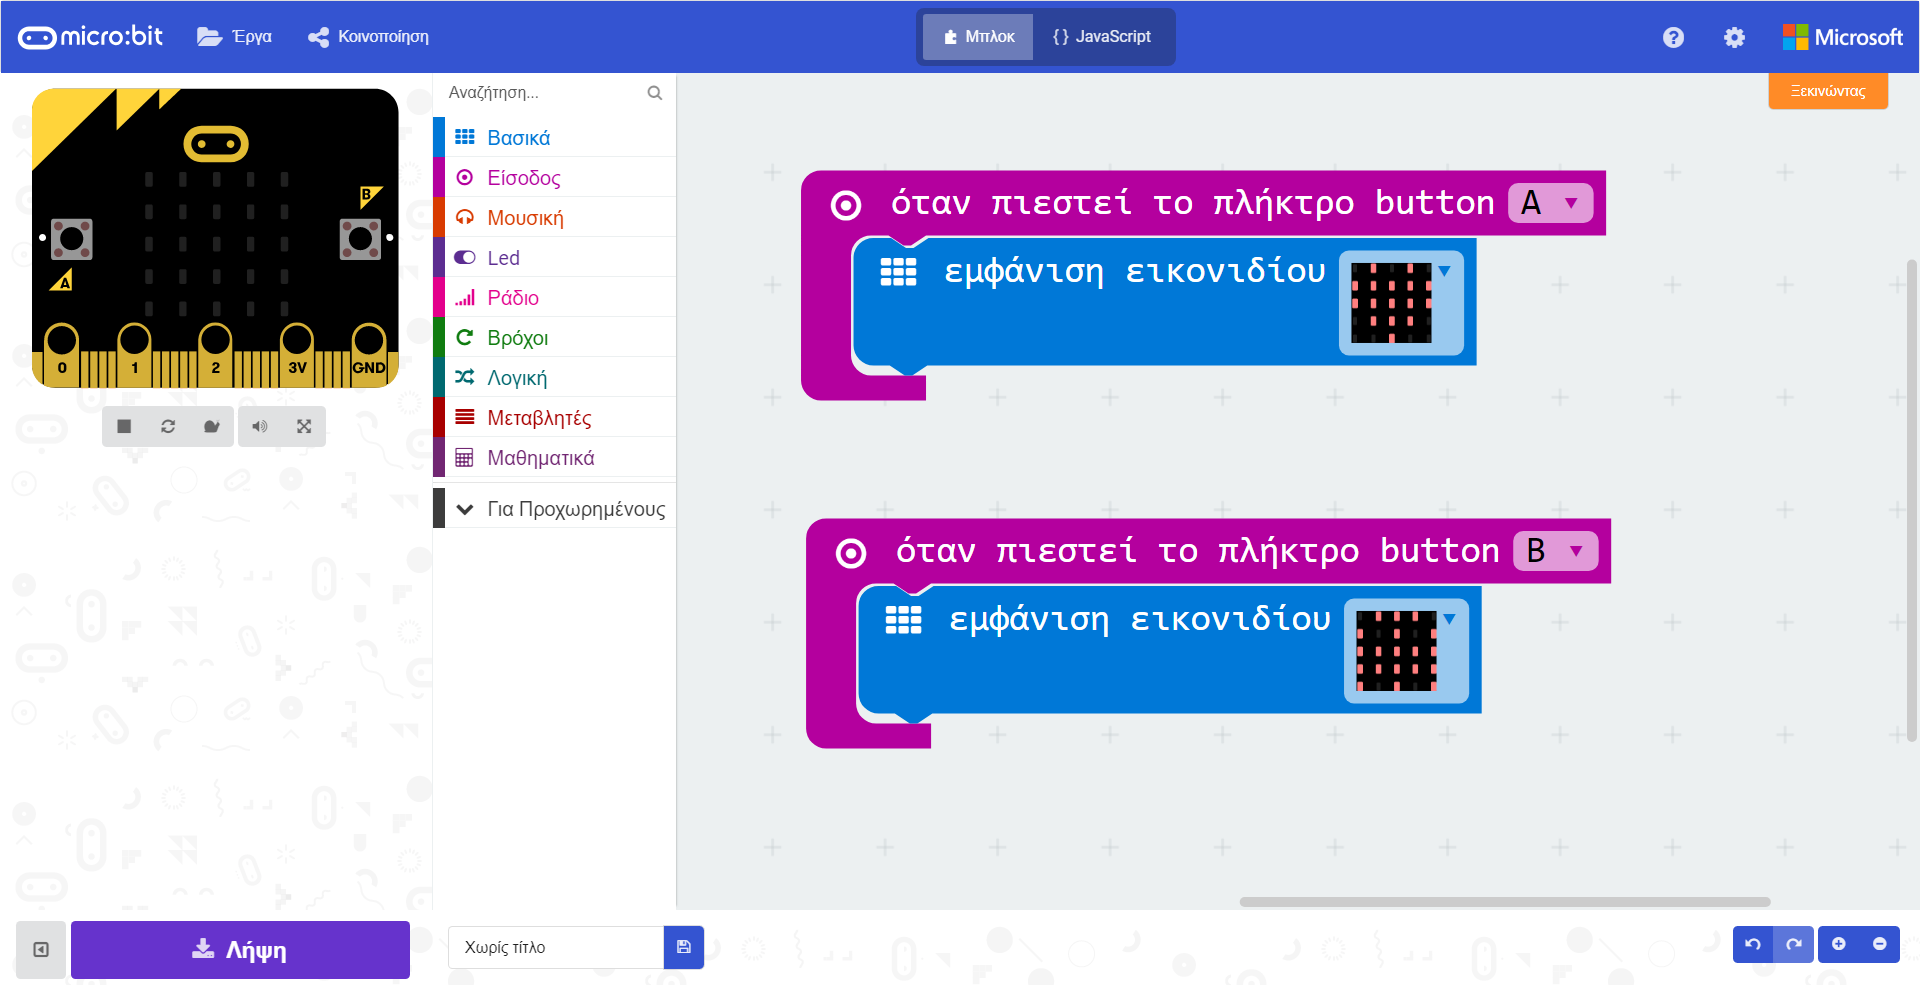 micro:bit
Έργα
Κοινοποίηση
Μπλοκ
{ } JavaScript
Microsoft
Ξεκινώντας
B
A
0
1
2
3V
GND
Αναζήτηση...
Βασικά
Είσοδος
Μουσική
Led
Ράδιο
Βρόχοι
Λογική
Μεταβλητές
Μαθηματικά
Για Προχωρημένους
όταν πιεστεί το πλήκτρο button A
εμφάνιση εικονιδίου
όταν πιεστεί το πλήκτρο button B
εμφάνιση εικονιδίου
Λήψη
Χωρίς τίτλο